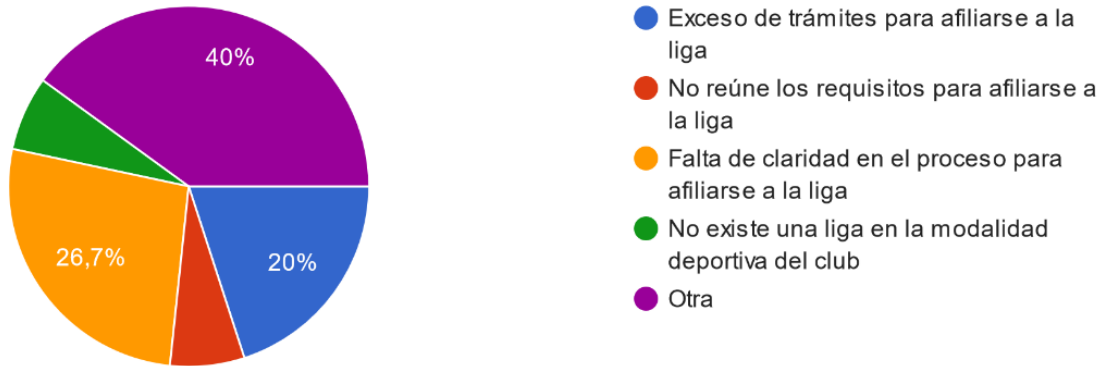 40%
26,7%
20%
Exceso de trámites para afiliarse a la
liga
No reúne los requisitos para afiliarse a
la liga
Falta de claridad en el proceso para
afiliarse a la liga
No existe una liga en la modalidad
deportiva del club
Otra